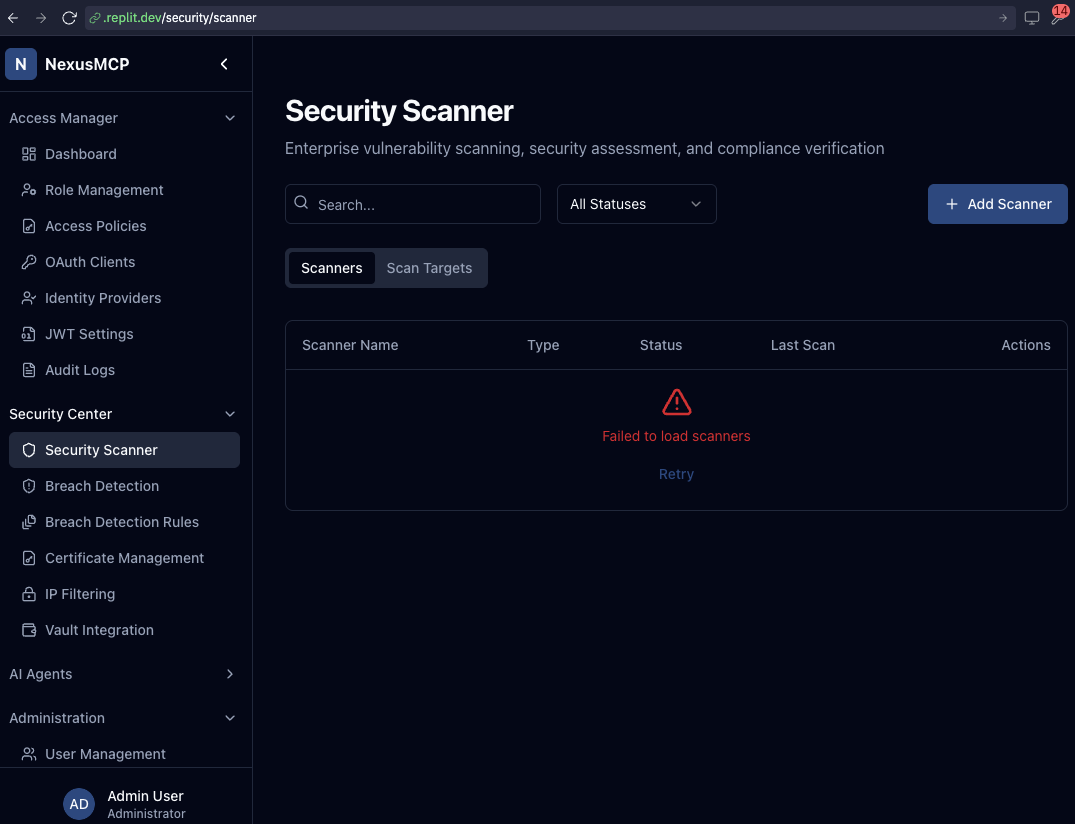 .replit.dev/security/scanner
14
N NexusMCP
Access Manager
Dashboard
Role Management
Access Policies
OAuth Clients
Identity Providers
JWT Settings
Audit Logs
Security Center
Security Scanner
Breach Detection
Breach Detection Rules
Certificate Management
IP Filtering
Vault Integration
AI Agents
Administration
User Management
AD
Admin User
Administrator
Security Scanner
Enterprise vulnerability scanning, security assessment, and compliance verification
Search...
All Statuses
Add Scanner
Scanners
Scan Targets
Scanner Name Type Status Last Scan Actions
Failed to load scanners
Retry